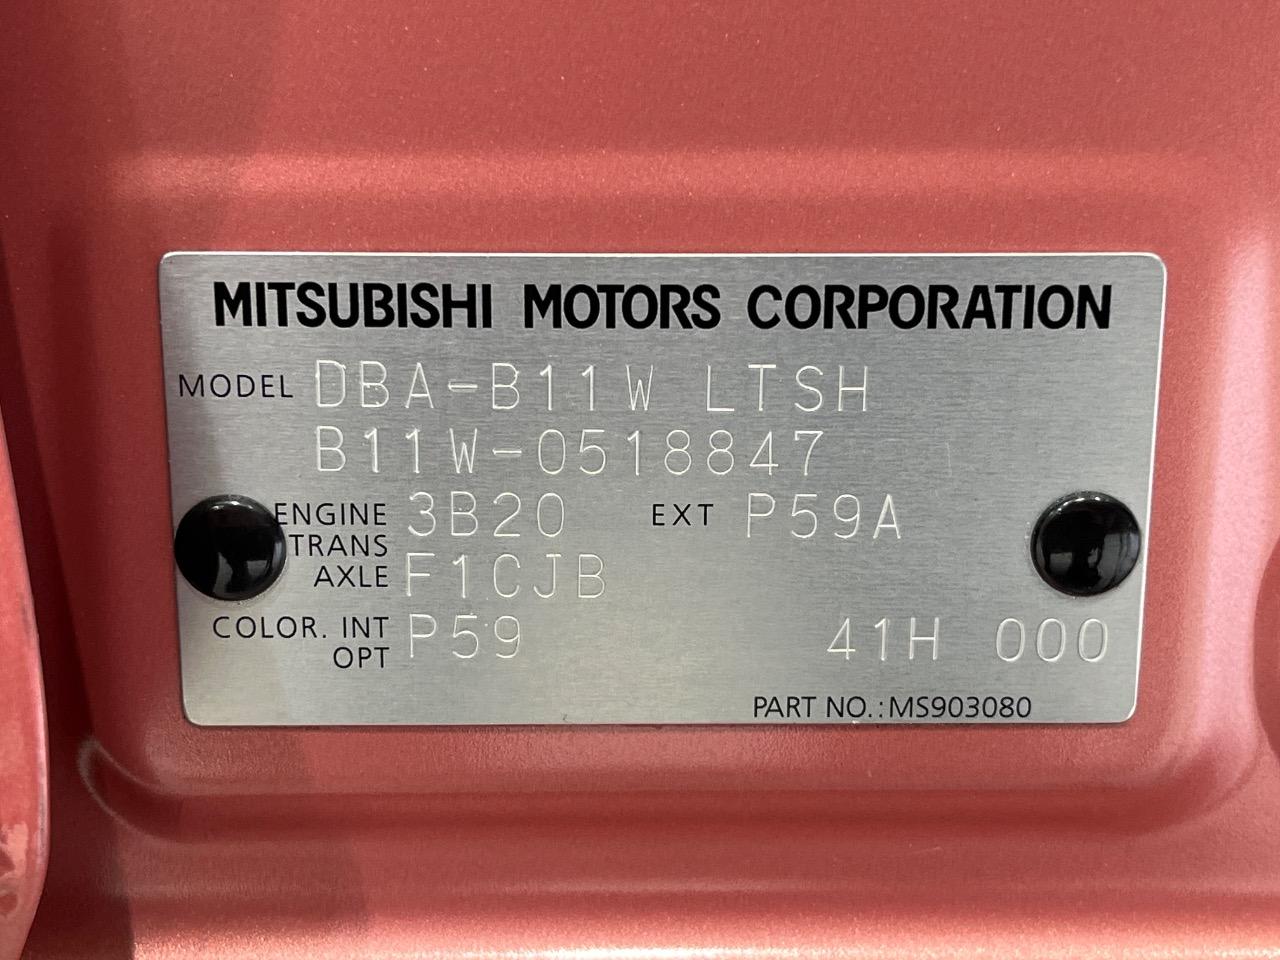 MITSUBISHI MOTORS CORPORATION
MODEL DBA-B11W LTSH
B11W-0518847
ENGINE 3B20 EXT P59A
TRANS
AXLE F1CJB
COLOR. INT P59 41H 000
OPT
PART NO.:MS903080